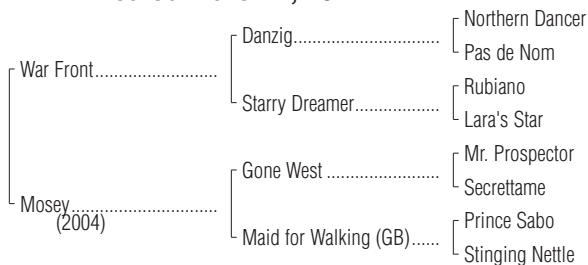 Northern Dancer
Danzig..................................
Pas de Nom
War Front............................
Rubiano
Starry Dreamer...................
Lara's Star
Mr. Prospector
Gone West ..........................
Secrettame
Mosey..................................
(2004)
Prince Sabo
Maid for Walking (GB)......
Stinging Nettle